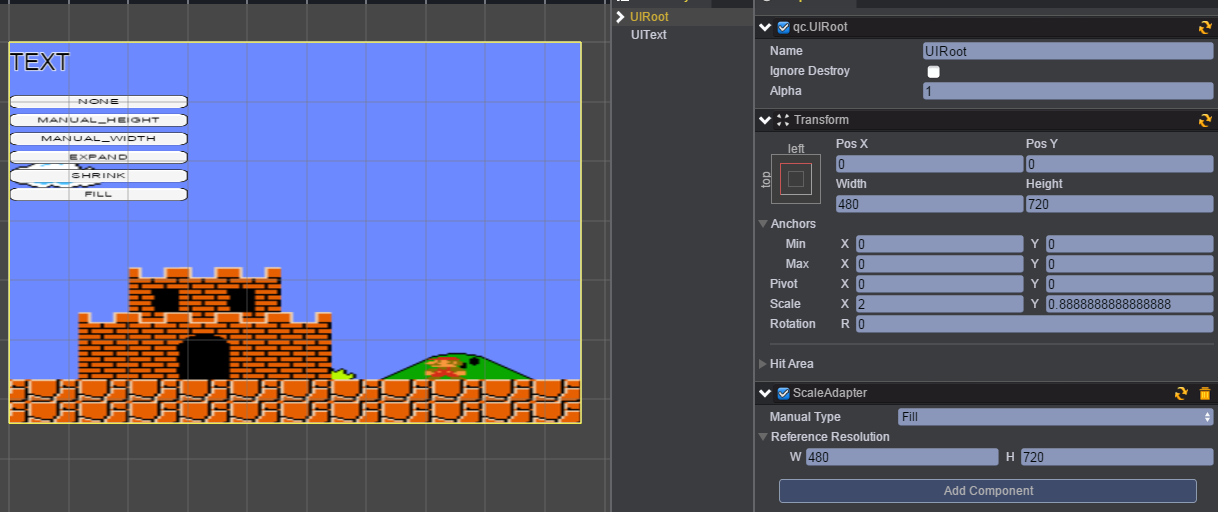 TEXT
NONE
MANUAL_HEIGHT
MANUAL_WIDTH
EXPAND
SHRINK
FILL
UIRoot
UIText
qc.UIRoot
Name UIRoot
Ignore Destroy
Alpha 1
Transform
left
top
Pos X Pos Y
0 0
Width Height
480 720
Anchors
Min X 0 Y 0
Max X 0 Y 0
Pivot X 0 Y 0
Scale X 2 Y 0.8888888888888888
Rotation R 0
Hit Area
ScaleAdapter
Manual Type Fill
Reference Resolution
W 480 H 720
Add Component